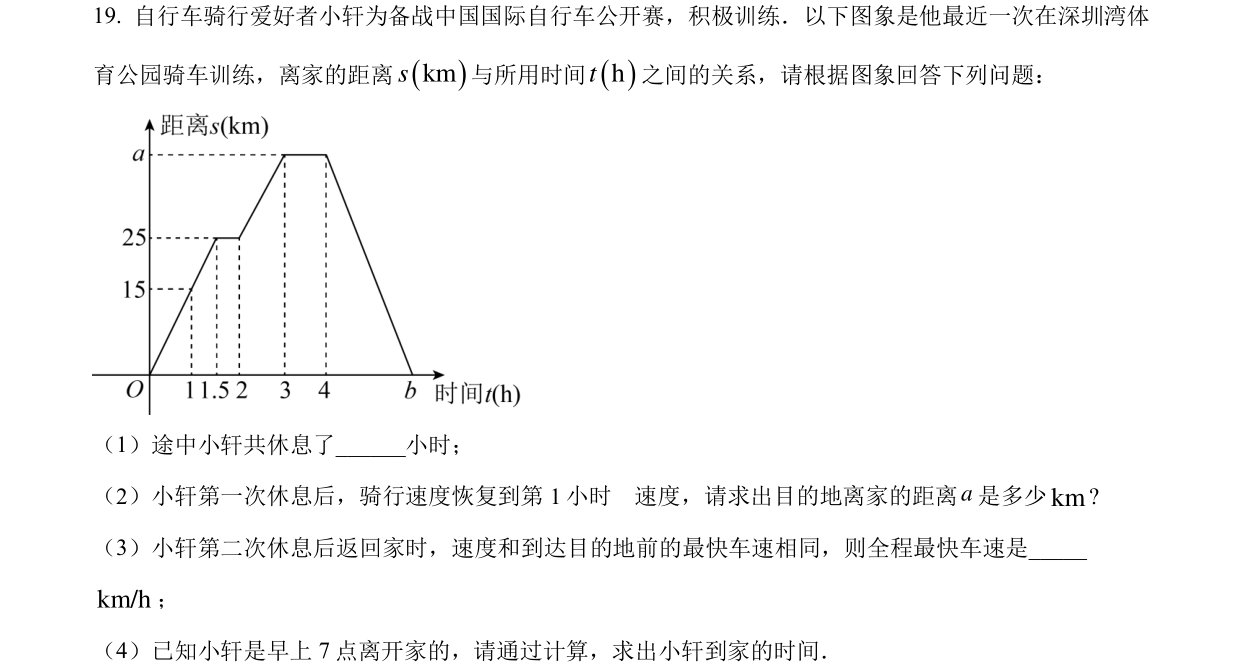 19. 自行车骑行爱好者小轩为备战中国国际自行车公开赛，积极训练．以下图象是他最近一次在深圳湾体
育公园骑车训练，离家的距离 s(km) 与所用时间 t(h) 之间的关系，请根据图象回答下列问题：
距离s(km)
a
25
15
O 1 1.5 2 3 4 b 时间t(h)
（1）途中小轩共休息了______小时；
（2）小轩第一次休息后，骑行速度恢复到第 1 小时 速度，请求出目的地离家的距离 a 是多少 km？
（3）小轩第二次休息后返回家时，速度和到达目的地前的最快车速相同，则全程最快车速是_____
km/h；
（4）已知小轩是早上 7 点离开家的，请通过计算，求出小轩到家的时间．